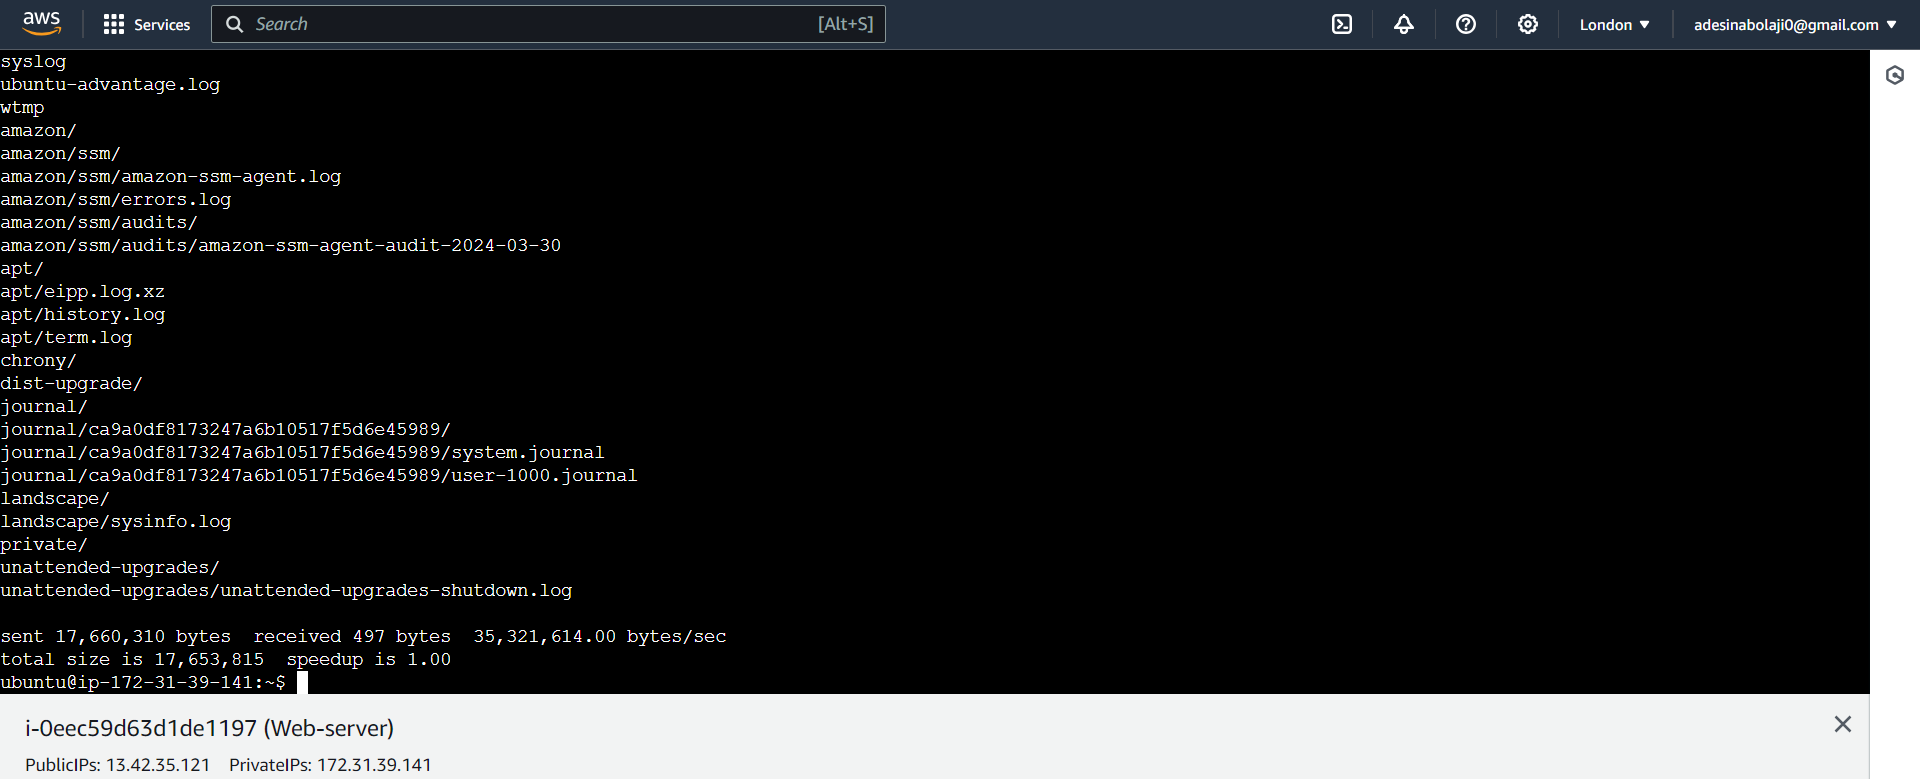 aws
Services
Search [Alt+S]
London
adesinabolaji0@gmail.com
syslog
ubuntu-advantage.log
wtmp
amazon/
amazon/ssm/
amazon/ssm/amazon-ssm-agent.log
amazon/ssm/errors.log
amazon/ssm/audits/
amazon/ssm/audits/amazon-ssm-agent-audit-2024-03-30
apt/
apt/eipp.log.xz
apt/history.log
apt/term.log
chrony/
dist-upgrade/
journal/
journal/ca9a0df8173247a6b10517f5d6e45989/
journal/ca9a0df8173247a6b10517f5d6e45989/system.journal
journal/ca9a0df8173247a6b10517f5d6e45989/user-1000.journal
landscape/
landscape/sysinfo.log
private/
unattended-upgrades/
unattended-upgrades/unattended-upgrades-shutdown.log
sent 17,660,310 bytes  received 497 bytes  35,321,614.00 bytes/sec
total size is 17,653,815  speedup is 1.00
ubuntu@ip-172-31-39-141:~$
i-0eec59d63d1de1197 (Web-server)
PublicIPs: 13.42.35.121 PrivateIPs: 172.31.39.141